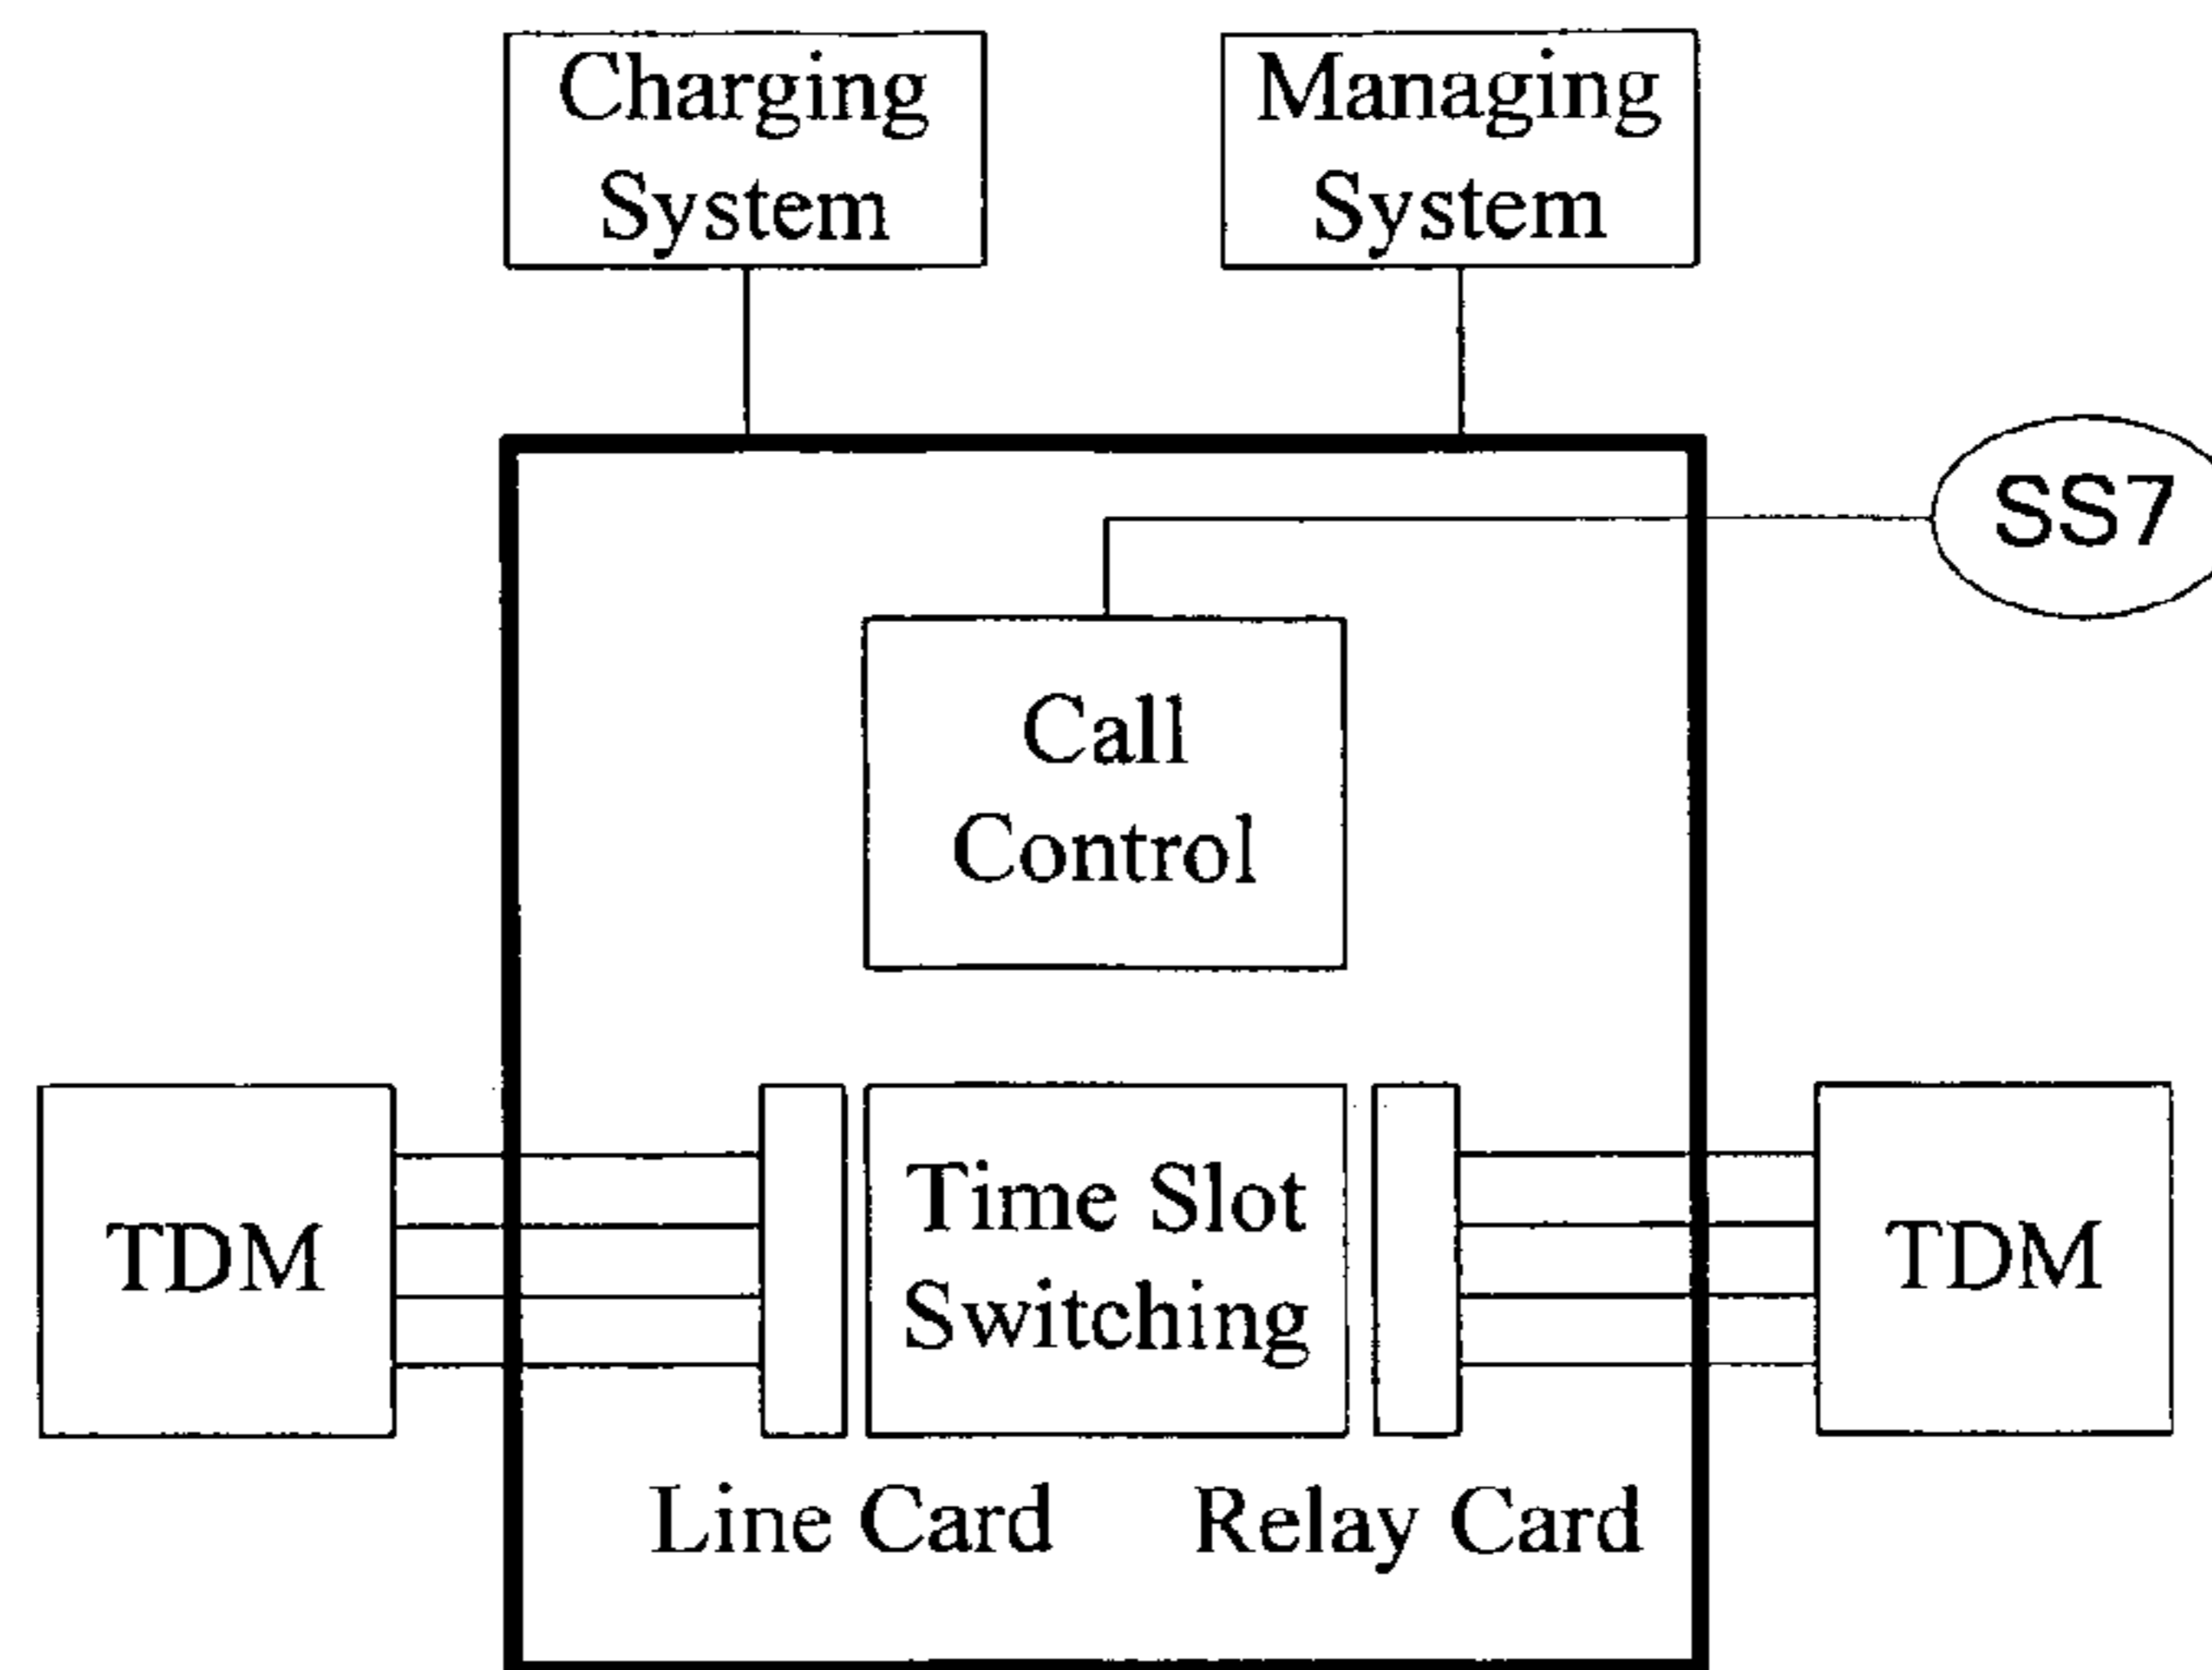 Charging
System
Managing
System
SS7
Call
Control
TDM
Time Slot
Switching
TDM
Line Card
Relay Card